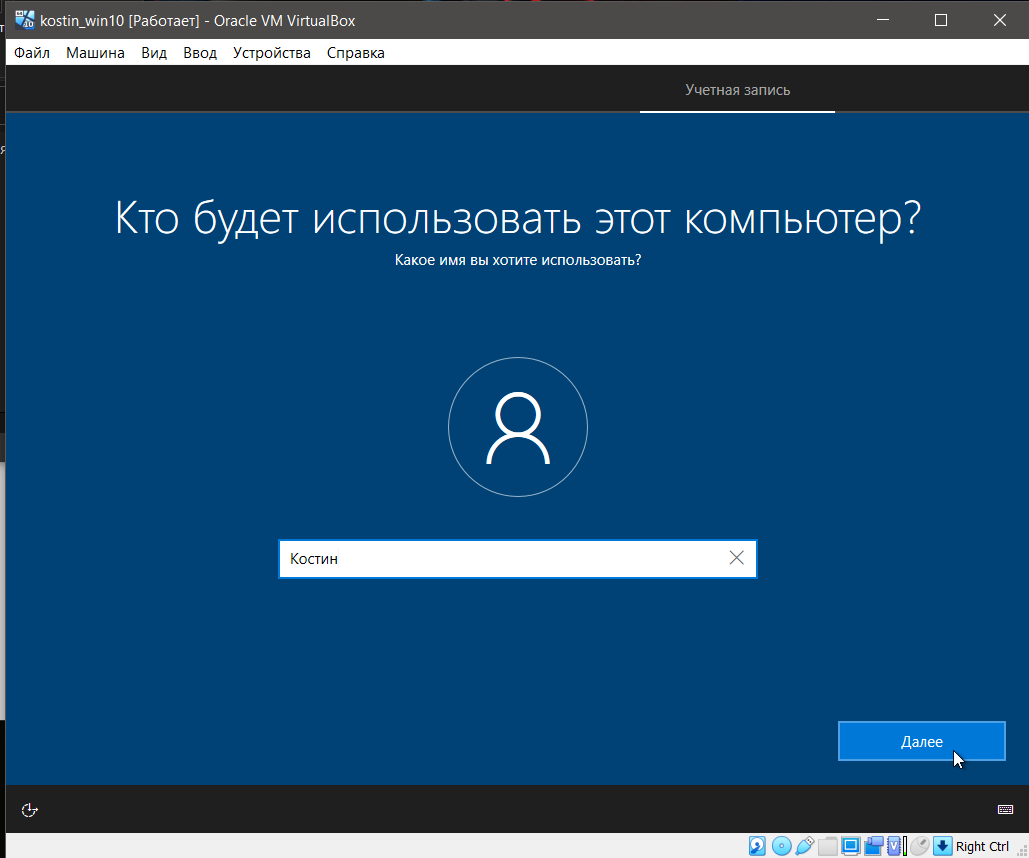 kostin_win10 [Работает] - Oracle VM VirtualBox
Файл Машина Вид Ввод Устройства Справка
Учетная запись
Кто будет использовать этот компьютер?
Какое имя вы хотите использовать?
Костин
Далее
Right Ctrl